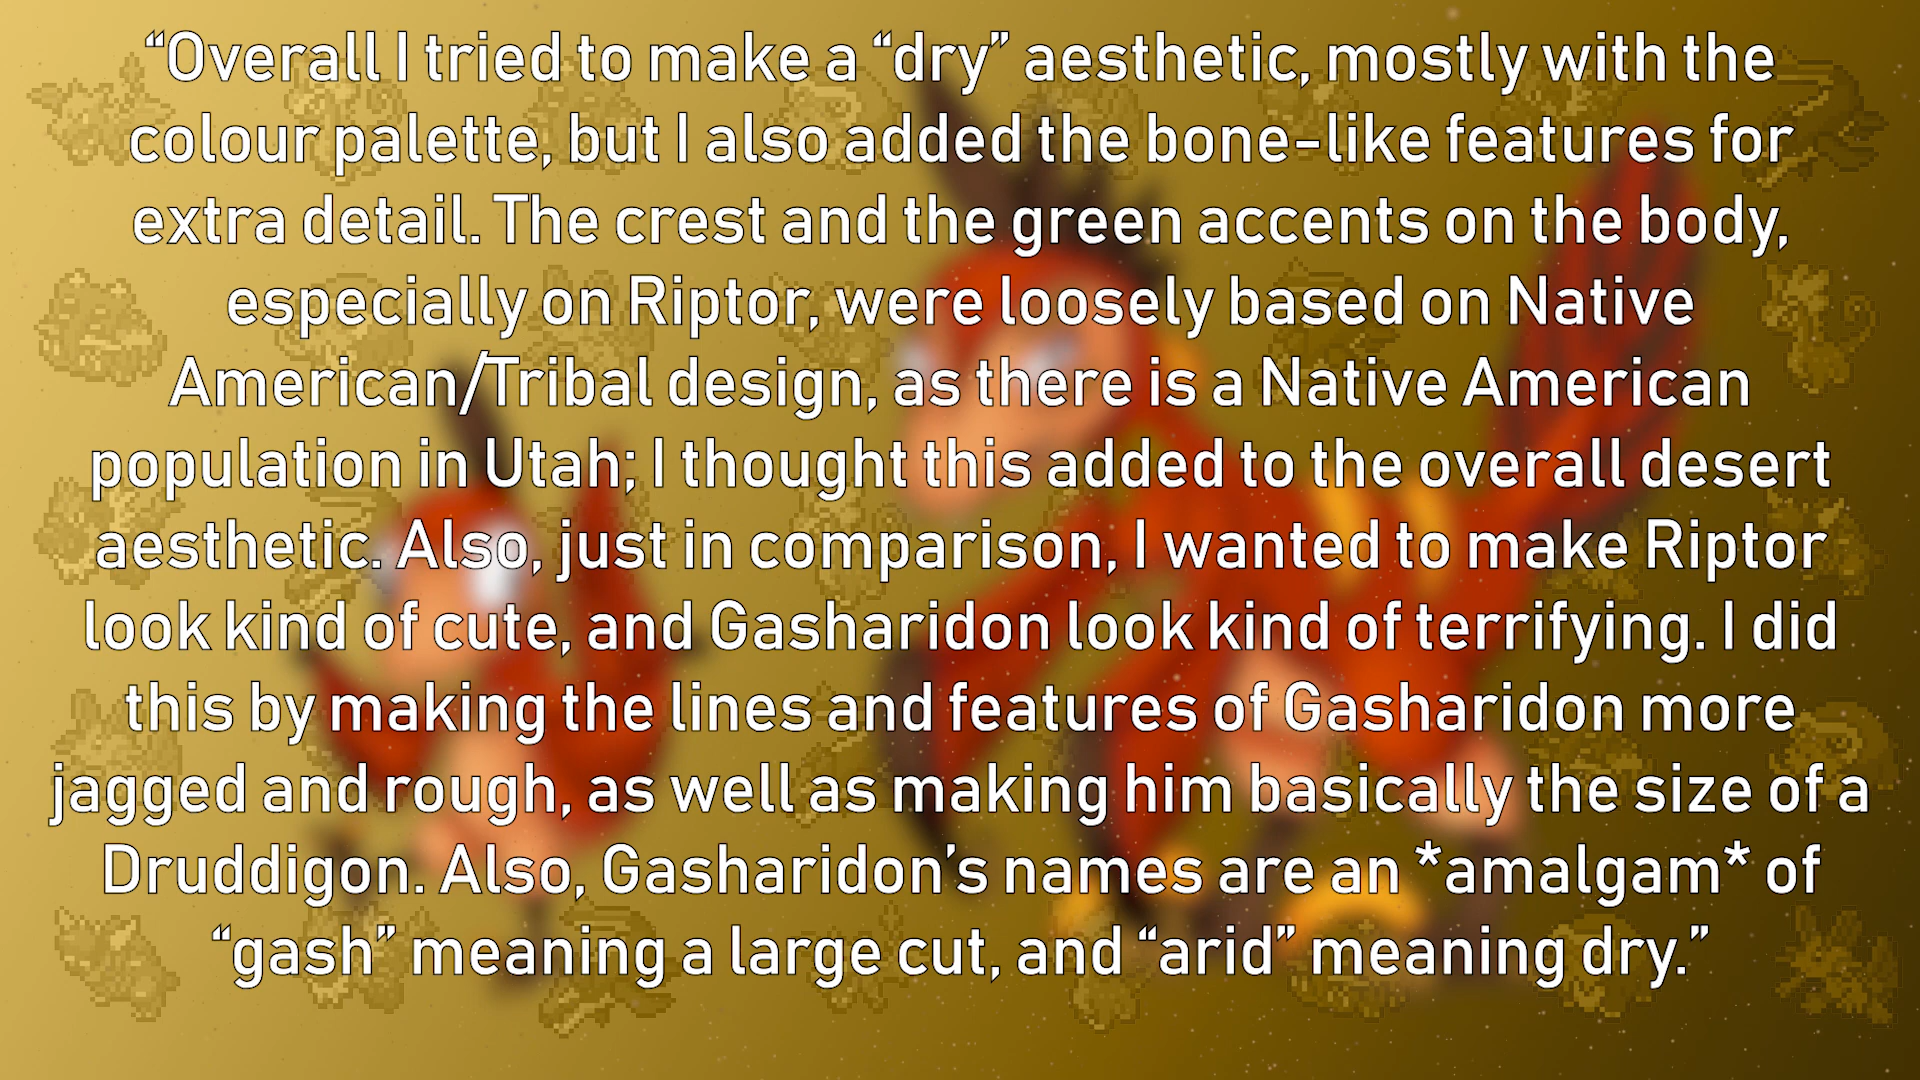 “Overall I tried to make a “dry” aesthetic, mostly with the
colour palette, but I also added the bone-like features for
extra detail. The crest and the green accents on the body,
especially on Riptor, were loosely based on Native
American/Tribal design, as there is a Native American
population in Utah; I thought this added to the overall desert
aesthetic. Also, just in comparison, I wanted to make Riptor
look kind of cute, and Gasharidon look kind of terrifying. I did
this by making the lines and features of Gasharidon more
jagged and rough, as well as making him basically the size of a
Druddigon. Also, Gasharidon’s names are an *amalgam* of
“gash” meaning a large cut, and “arid” meaning dry.”